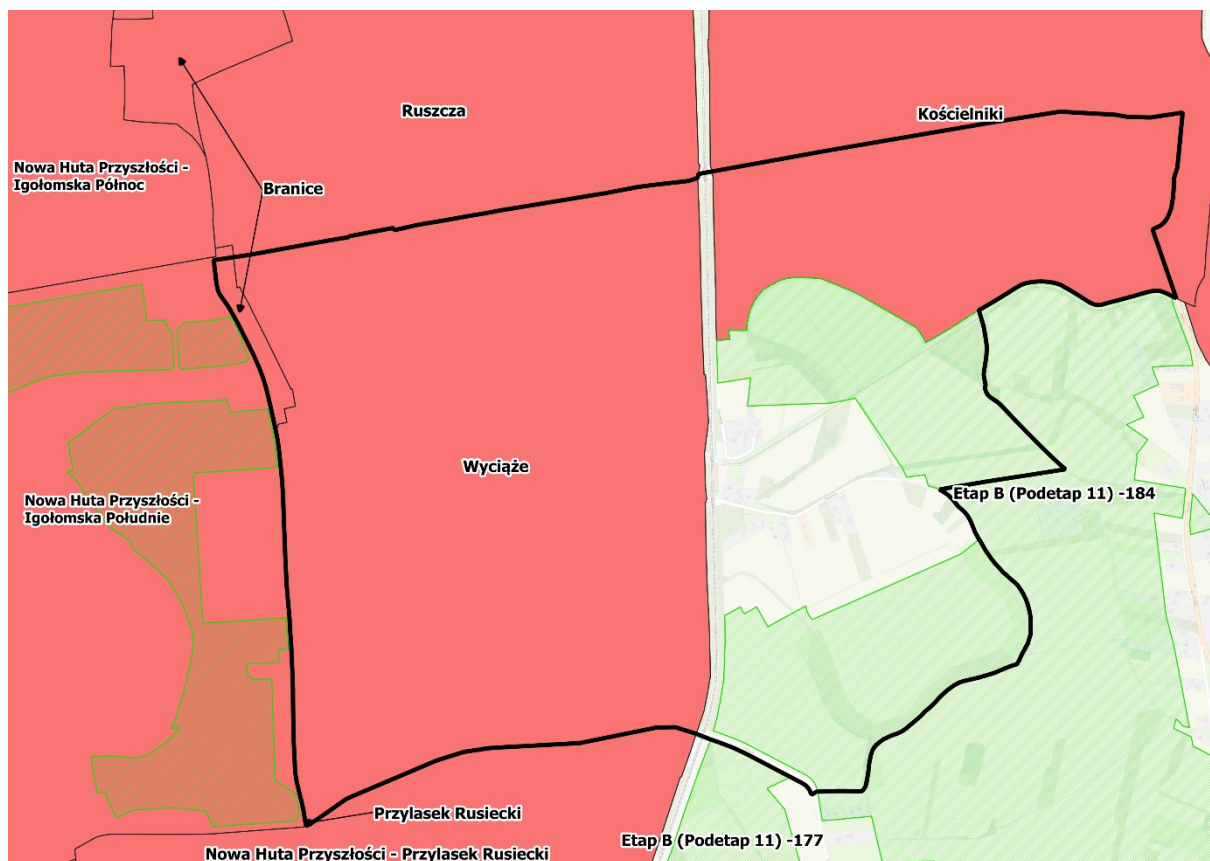 Ruszcza
Kościelniki
Nowa Huta Przyszłości -
Igołomska Północ
Branice
Wyciąże
Nowa Huta Przyszłości -
Igołomska Południe
Etap B (Podetap 11) -184
Przylasek Rusiecki
Etap B (Podetap 11) -177
Nowa Huta Przyszłości - Przylasek Rusiecki